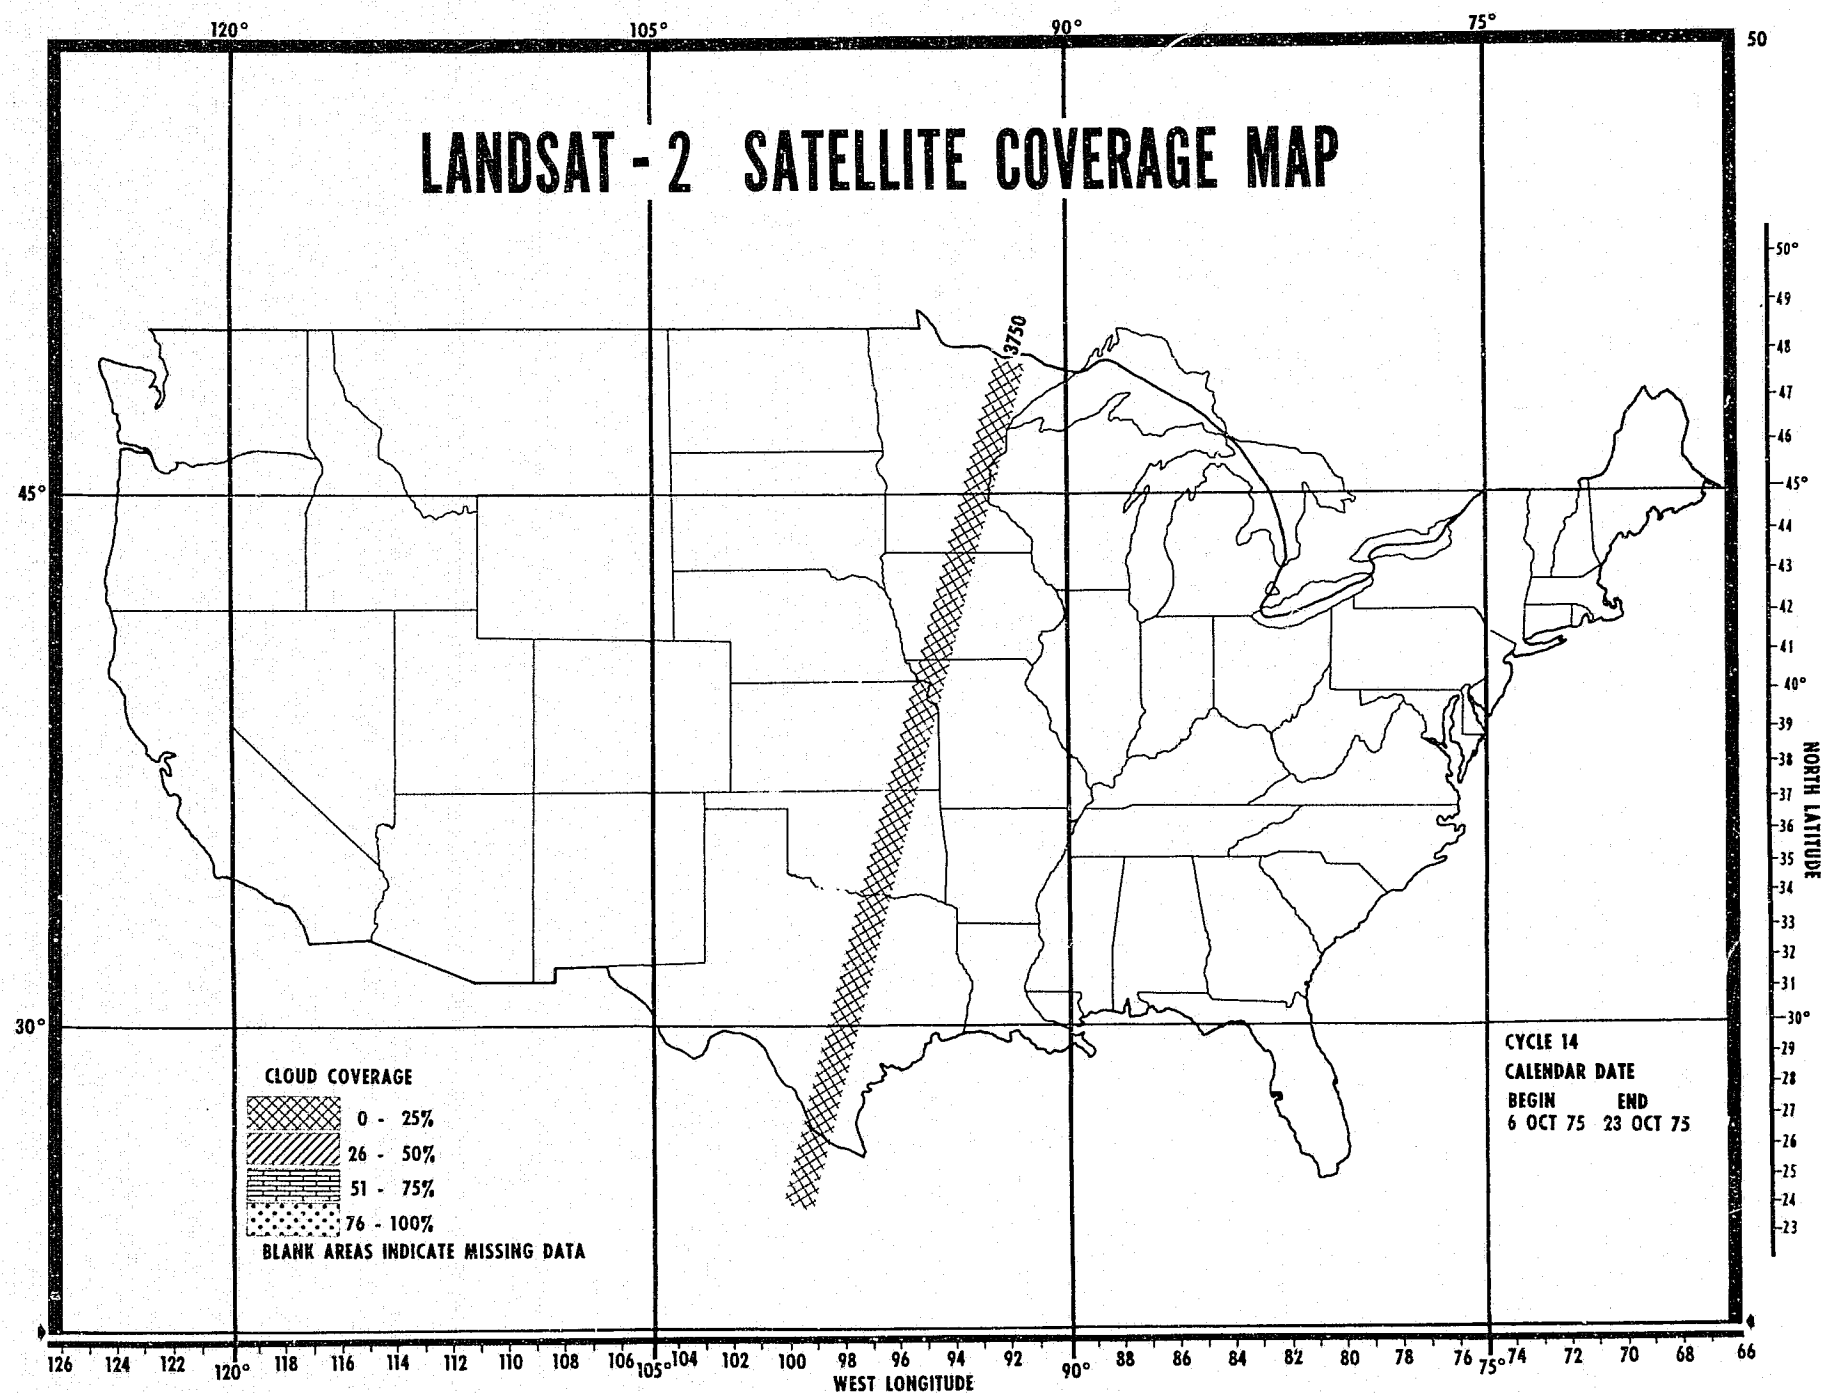 120° 105° 90° 75°
50
LANDSAT - 2 SATELLITE COVERAGE MAP
3750
50°
49
48
47
46
45°
45°
44
43
42
41
40°
39
38
37
36
35
34
33
32
31
30°
30°
29
28
27
26
25
24
23
NORTH LATITUDE
CLOUD COVERAGE
0 - 25%
26 - 50%
51 - 75%
76 - 100%
BLANK AREAS INDICATE MISSING DATA
CYCLE 14
CALENDAR DATE
BEGIN END
6 OCT 75 23 OCT 75
126 124 122 120° 118 116 114 112 110 108 106 105° 104 102 100 98 96 94 92 90° 88 86 84 82 80 78 76 75° 74 72 70 68 66
WEST LONGITUDE